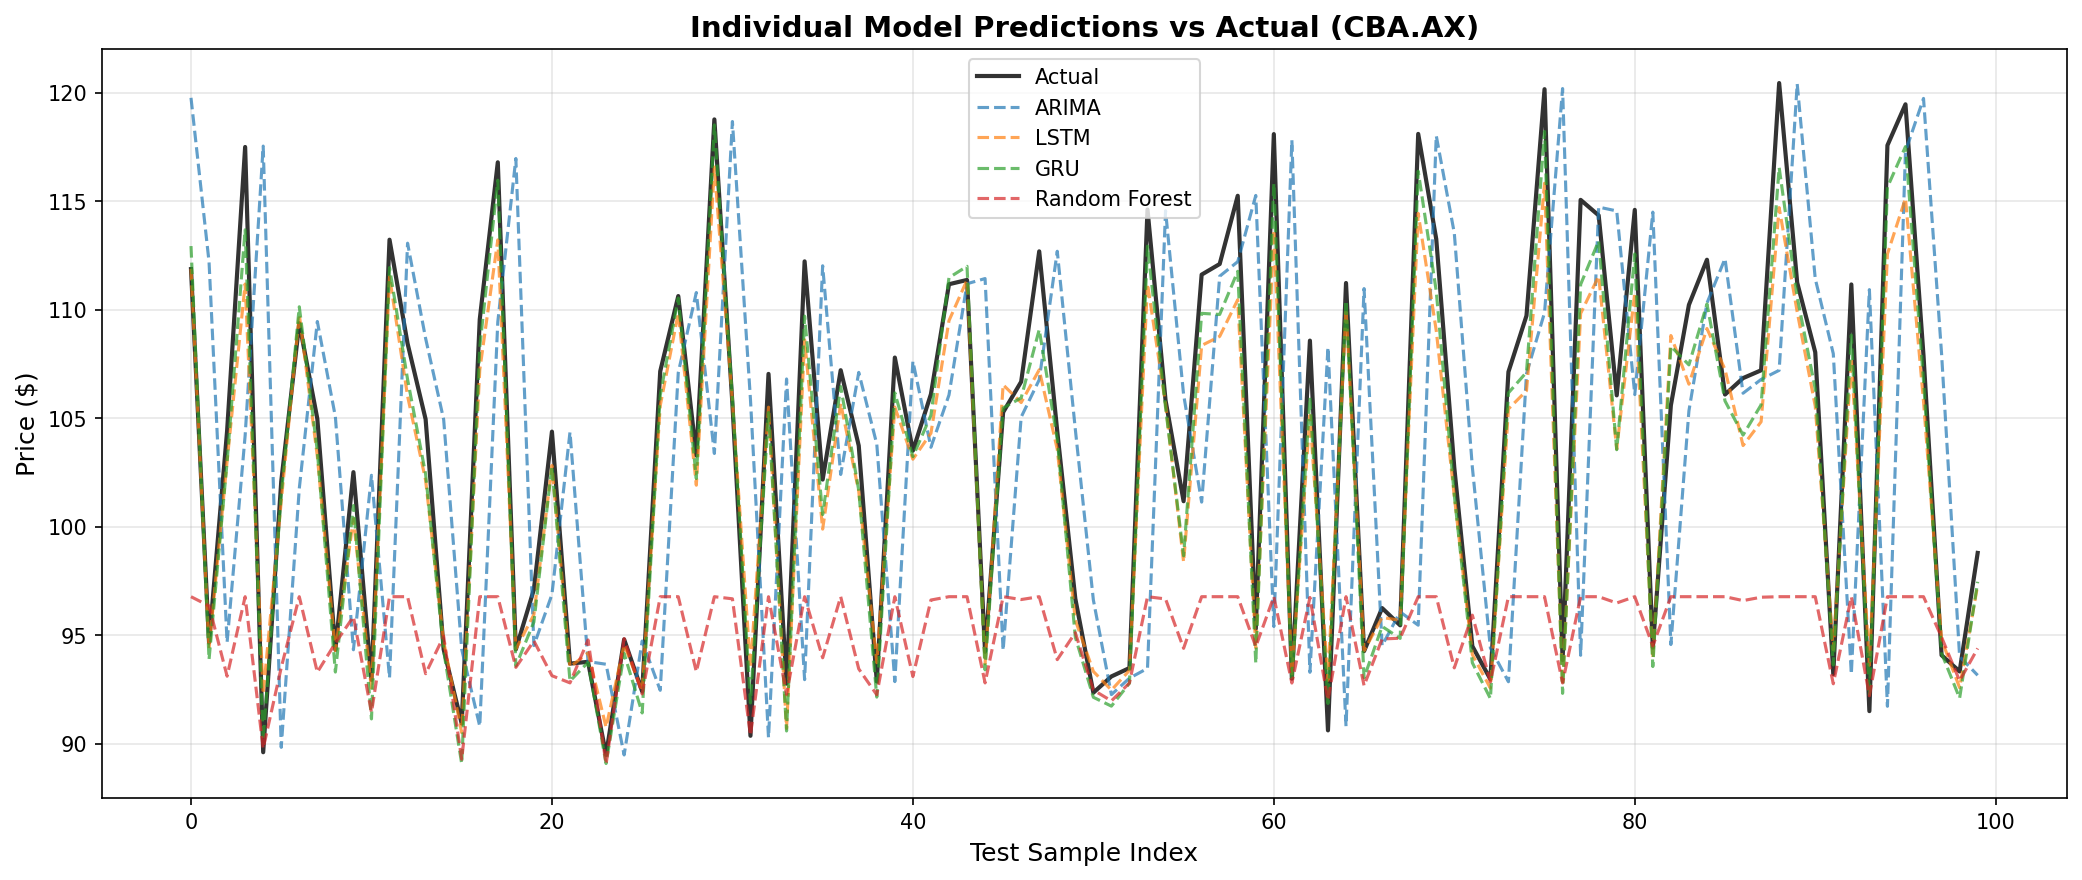 Individual Model Predictions vs Actual (CBA.AX)
Actual
ARIMA
LSTM
GRU
Random Forest
Price ($)
120
115
110
105
100
95
90
0 20 40 60 80 100
Test Sample Index